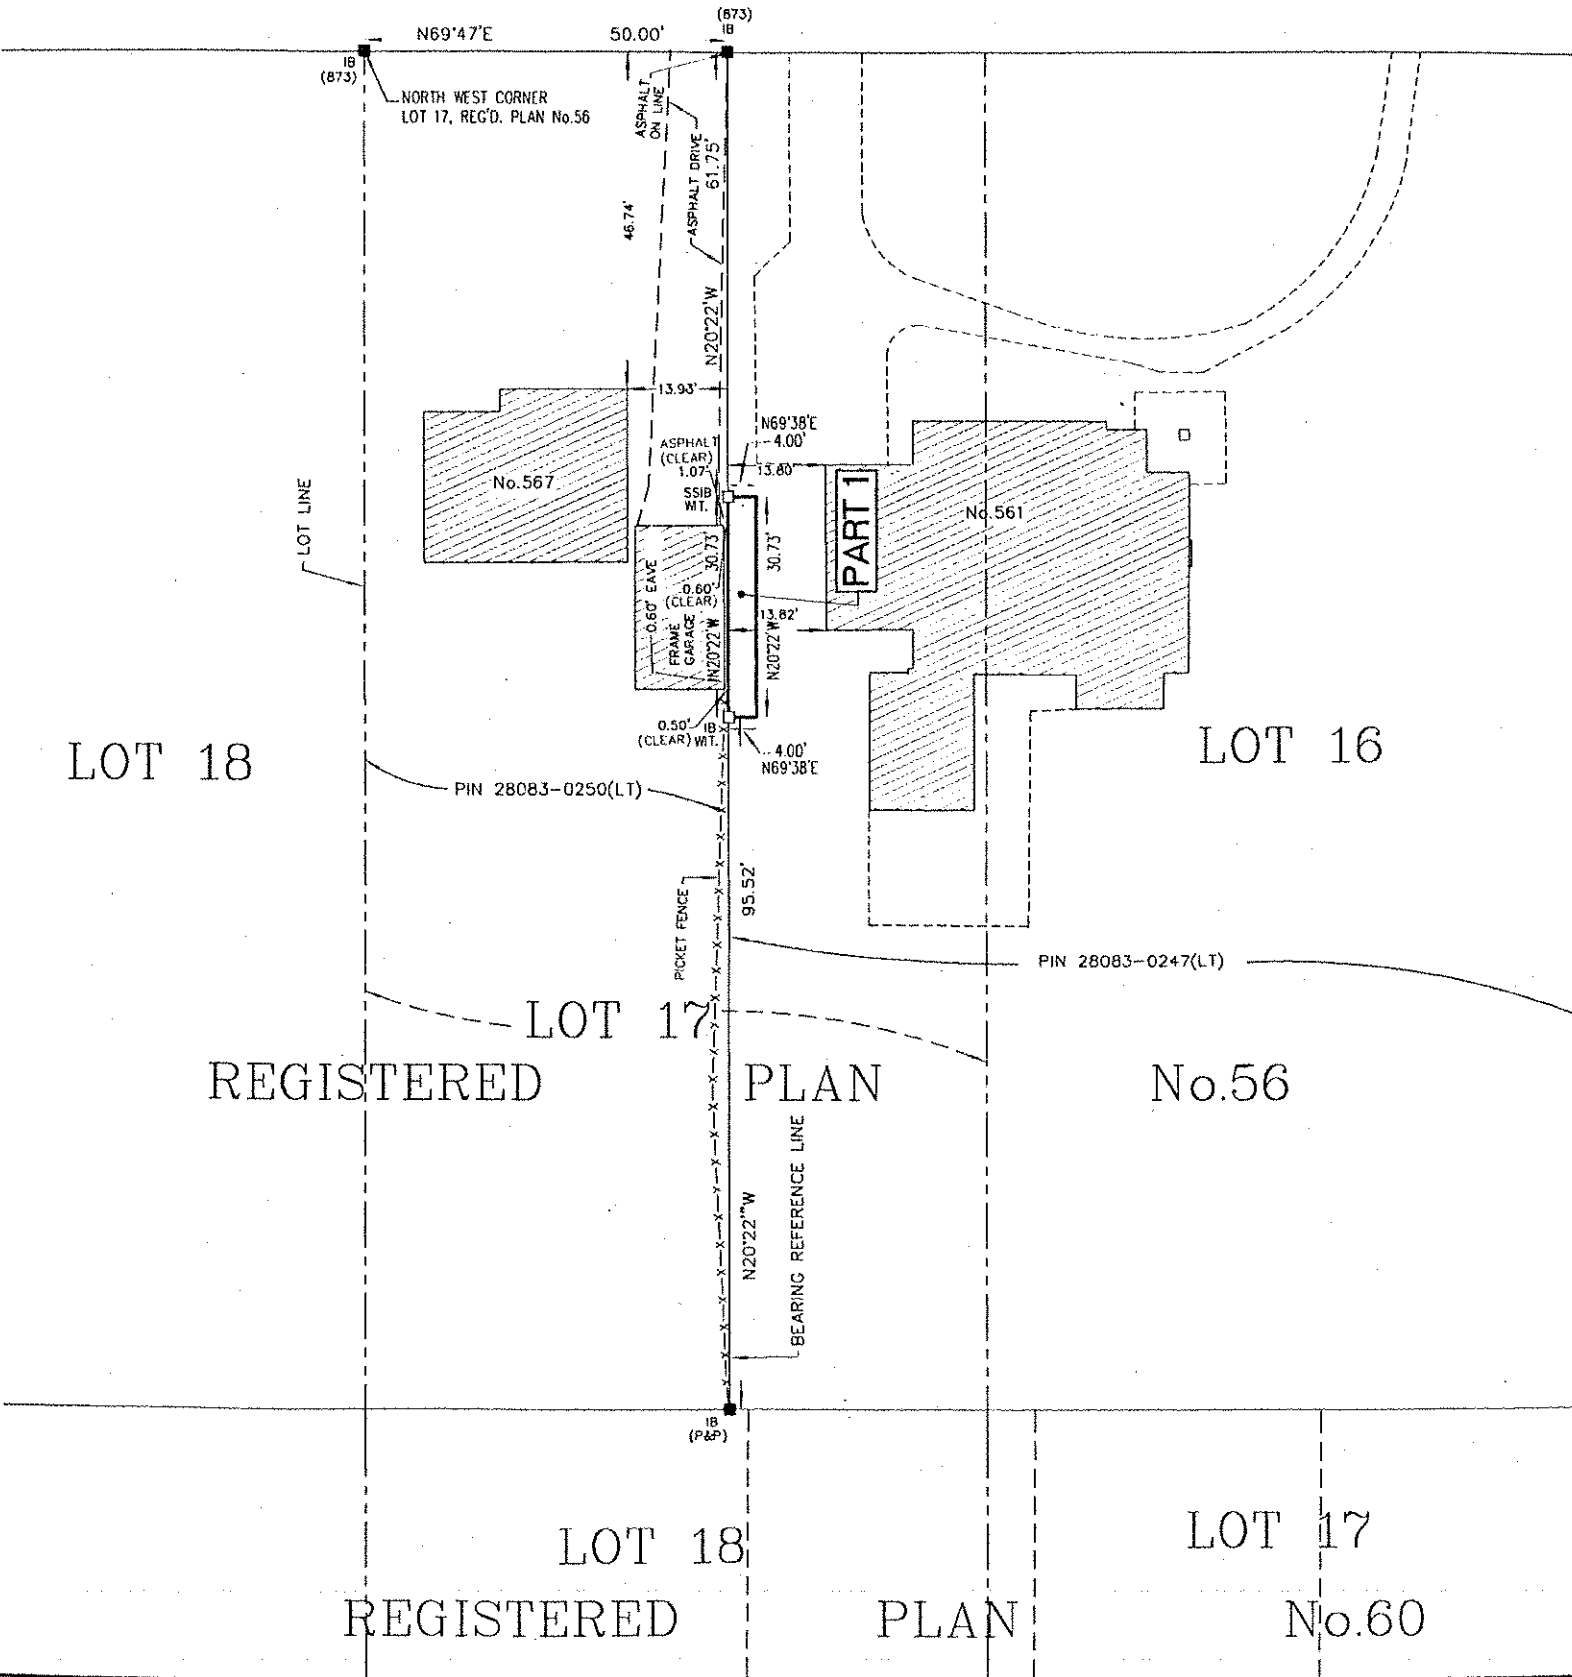 (873)
IB
N69°47'E
50.00'
IB
(873)
NORTH WEST CORNER
LOT 17, REG'D. PLAN No.56
ASPHALT
ON LINE
ASPHALT DRIVE
61.75'
46.74'
N20°22'W
13.93'
N69°38'E
4.00'
ASPHALT
(CLEAR)
1.07'
13.80'
SSIB
WIT.
No.567
PART 1
No.561
LOT LINE
30.73'
30.73'
0.60' EAVE
0.60'
(CLEAR)
13.82'
FRAME
GARAGE
N20°22'W
N20°22'W
0.50'
(CLEAR)
IB
WIT.
4.00'
N69°38'E
LOT 18
LOT 16
PIN 28083-0250(LT)
95.52'
PICKET FENCE
PIN 28083-0247(LT)
LOT 17
REGISTERED PLAN No.56
BEARING REFERENCE LINE
N20°22'W
IB
(P&P)
LOT 18
LOT 17
REGISTERED PLAN No.60